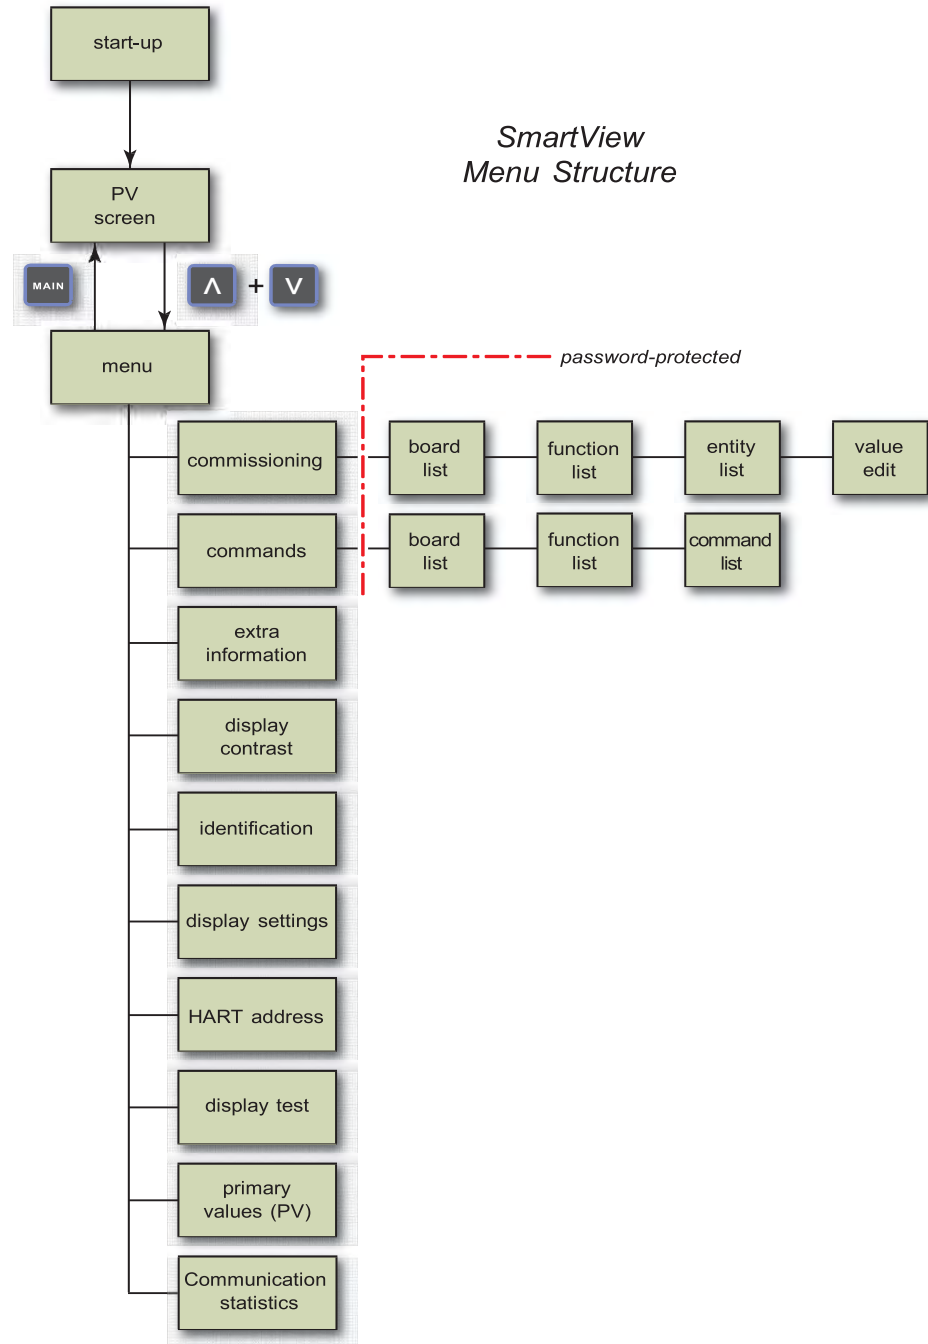 start-up
SmartView
Menu Structure
PV
screen
MAIN
Λ + V
menu
password-protected
commissioning
board
list
function
list
entity
list
value
edit
commands
board
list
function
list
command
list
extra
information
display
contrast
identification
display settings
HART address
display test
primary
values (PV)
Communication
statistics